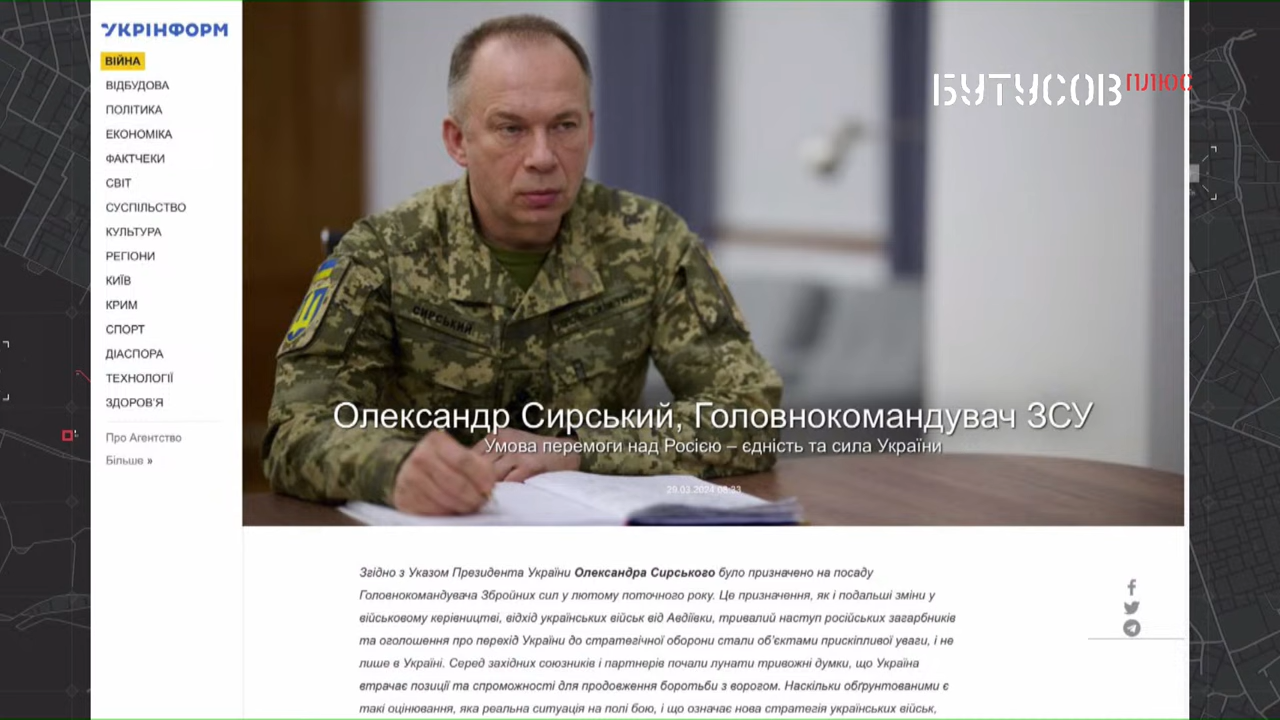 УКРІНФОРМ
ВІЙНА
ВІДБУДОВА
ПОЛІТИКА
ЕКОНОМІКА
ФАКТЧЕКИ
СВІТ
СУСПІЛЬСТВО
КУЛЬТУРА
РЕГІОНИ
КИЇВ
КРИМ
СПОРТ
ДІАСПОРА
ТЕХНОЛОГІЇ
ЗДОРОВ'Я
Про Агентство
Більше »
БУТУСОВ ПЛЮС
СИРСЬКИЙ
Олександр Сирський, Головнокомандувач ЗСУ
Умова перемоги над Росією – єдність та сила України
29.03.2024 08:33
Згідно з Указом Президента України Олександра Сирського було призначено на посаду
Головнокомандувача Збройних сил у лютому поточного року. Це призначення, як і подальші зміни у
військовому керівництві, відхід українських військ від Авдіївки, тривалий наступ російських загарбників
та оголошення про перехід України до стратегічної оборони стали об'єктами прискіпливої уваги, і не
лише в Україні. Серед західних союзників і партнерів почали лунати тривожні думки, що Україна
втрачає позиції та спроможності для продовження боротьби з ворогом. Наскільки обґрунтованими є
такі оцінювання, яка реальна ситуація на полі бою, і що означає нова стратегія українських військ,